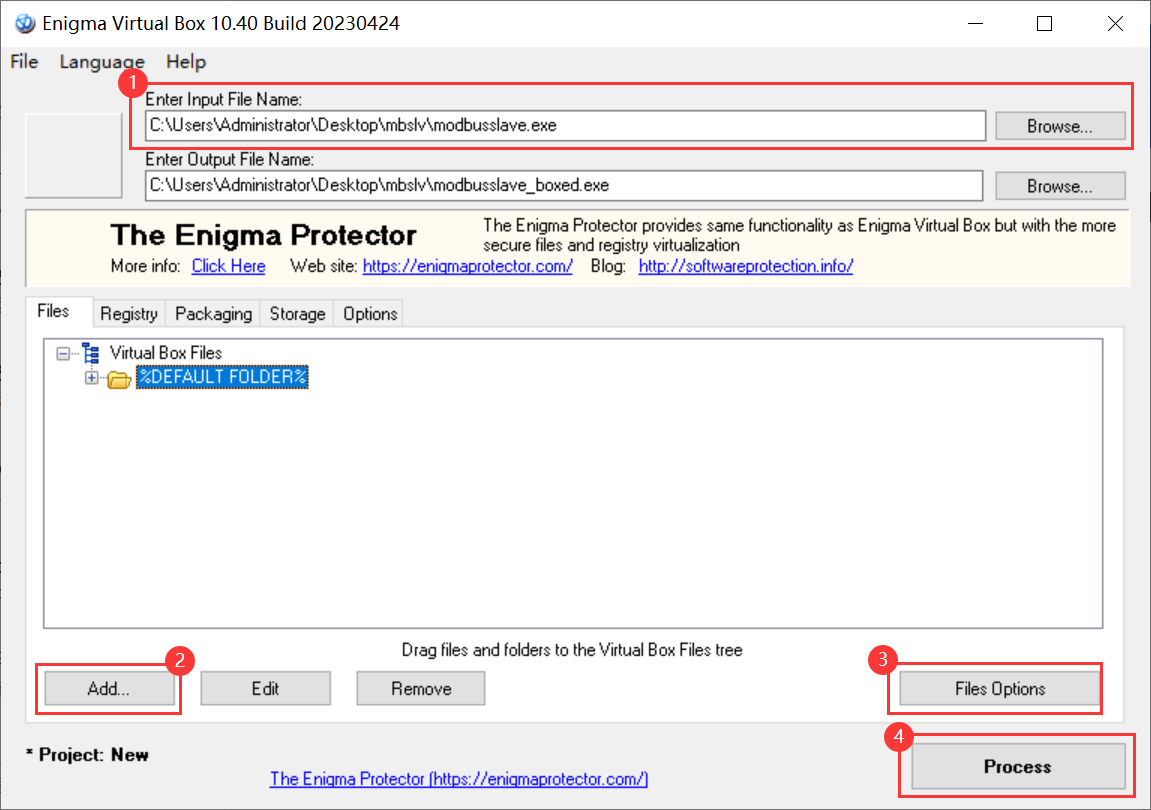 Enigma Virtual Box 10.40 Build 20230424
File Language Help
1
Enter Input File Name:
C:\Users\Administrator\Desktop\mbslv\modbusslave.exe Browse...
Enter Output File Name:
C:\Users\Administrator\Desktop\mbslv\modbusslave_boxed.exe Browse...
The Enigma Protector
The Enigma Protector provides same functionality as Enigma Virtual Box but with the more
secure files and registry virtualization
More info: Click Here Web site: https://enigmaprotector.com/ Blog: http://softwareprotection.info/
Files Registry Packaging Storage Options
Virtual Box Files
%DEFAULT FOLDER%
Drag files and folders to the Virtual Box Files tree
2 3
Add... Edit Remove Files Options
4
* Project: New
Process
The Enigma Protector (https://enigmaprotector.com/)